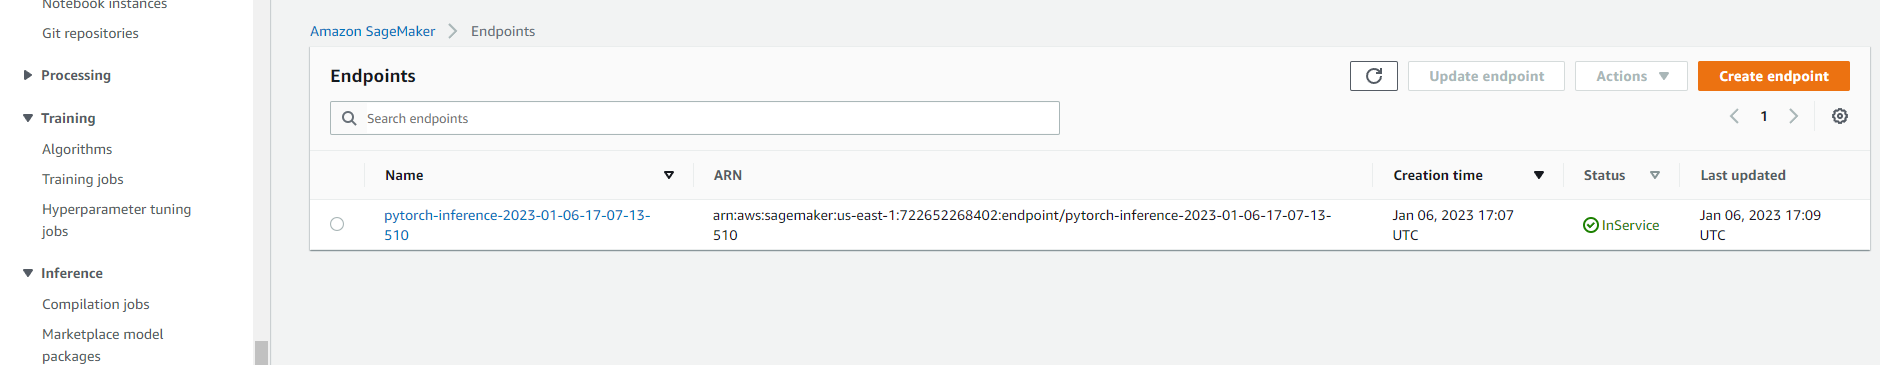 Notebook instances
Git repositories
Processing
Training
Algorithms
Training jobs
Hyperparameter tuning
jobs
Inference
Compilation jobs
Marketplace model
packages
Amazon SageMaker > Endpoints
Endpoints
Update endpoint
Actions
Create endpoint
Search endpoints
1
Name
ARN
Creation time
Status
Last updated
pytorch-inference-2023-01-06-17-07-13-
510
arn:aws:sagemaker:us-east-1:722652268402:endpoint/pytorch-inference-2023-01-06-17-07-13-
510
Jan 06, 2023 17:07
UTC
InService
Jan 06, 2023 17:09
UTC